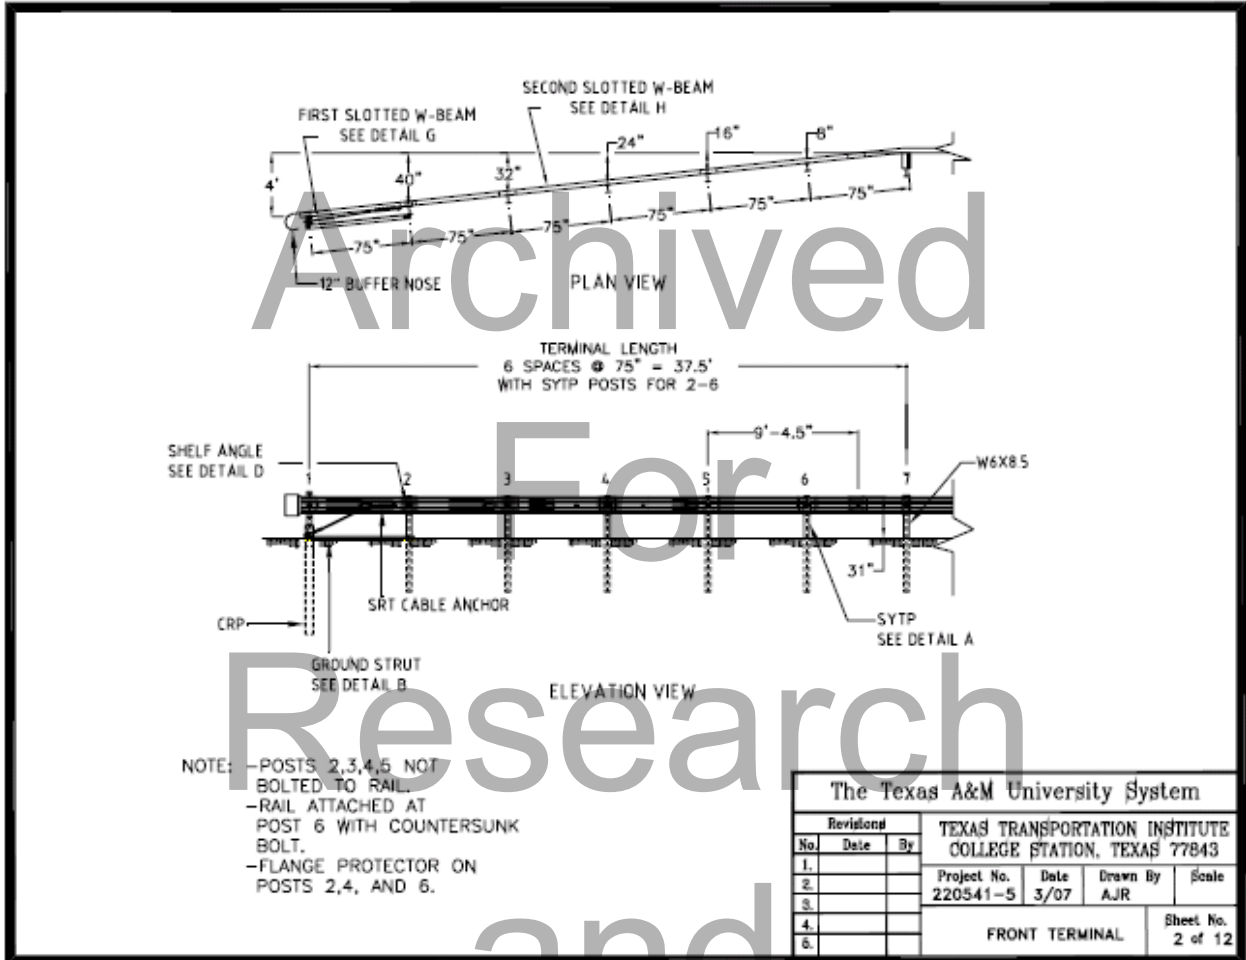 SECOND SLOTTED W-BEAM
SEE DETAIL H
FIRST SLOTTED W-BEAM
SEE DETAIL G
24"
16"
8"
4'
40"
32"
75"
75"
75"
75"
75"
75"
12" BUFFER NOSE
PLAN VIEW
Archived
TERMINAL LENGTH
6 SPACES @ 75" = 37.5'
WITH SYTP POSTS FOR 2-6
For
9'-4.5"
SHELF ANGLE
SEE DETAIL D
W6X8.5
1 2 3 4 5 6 7
31"
SRT CABLE ANCHOR
CRP
SYTP
SEE DETAIL A
GROUND STRUT
SEE DETAIL B
ELEVATION VIEW
Research
NOTE: -POSTS 2,3,4,5 NOT
BOLTED TO RAIL.
-RAIL ATTACHED AT
POST 6 WITH COUNTERSUNK
BOLT.
-FLANGE PROTECTOR ON
POSTS 2,4, AND 6.
and
The Texas A&M University System
Revisions
No. Date By
1.
2.
3.
4.
5.
TEXAS TRANSPORTATION INSTITUTE
COLLEGE STATION, TEXAS 77843
Project No. Date Drawn By Scale
220541-5 3/07 AJR
FRONT TERMINAL
Sheet No.
2 of 12